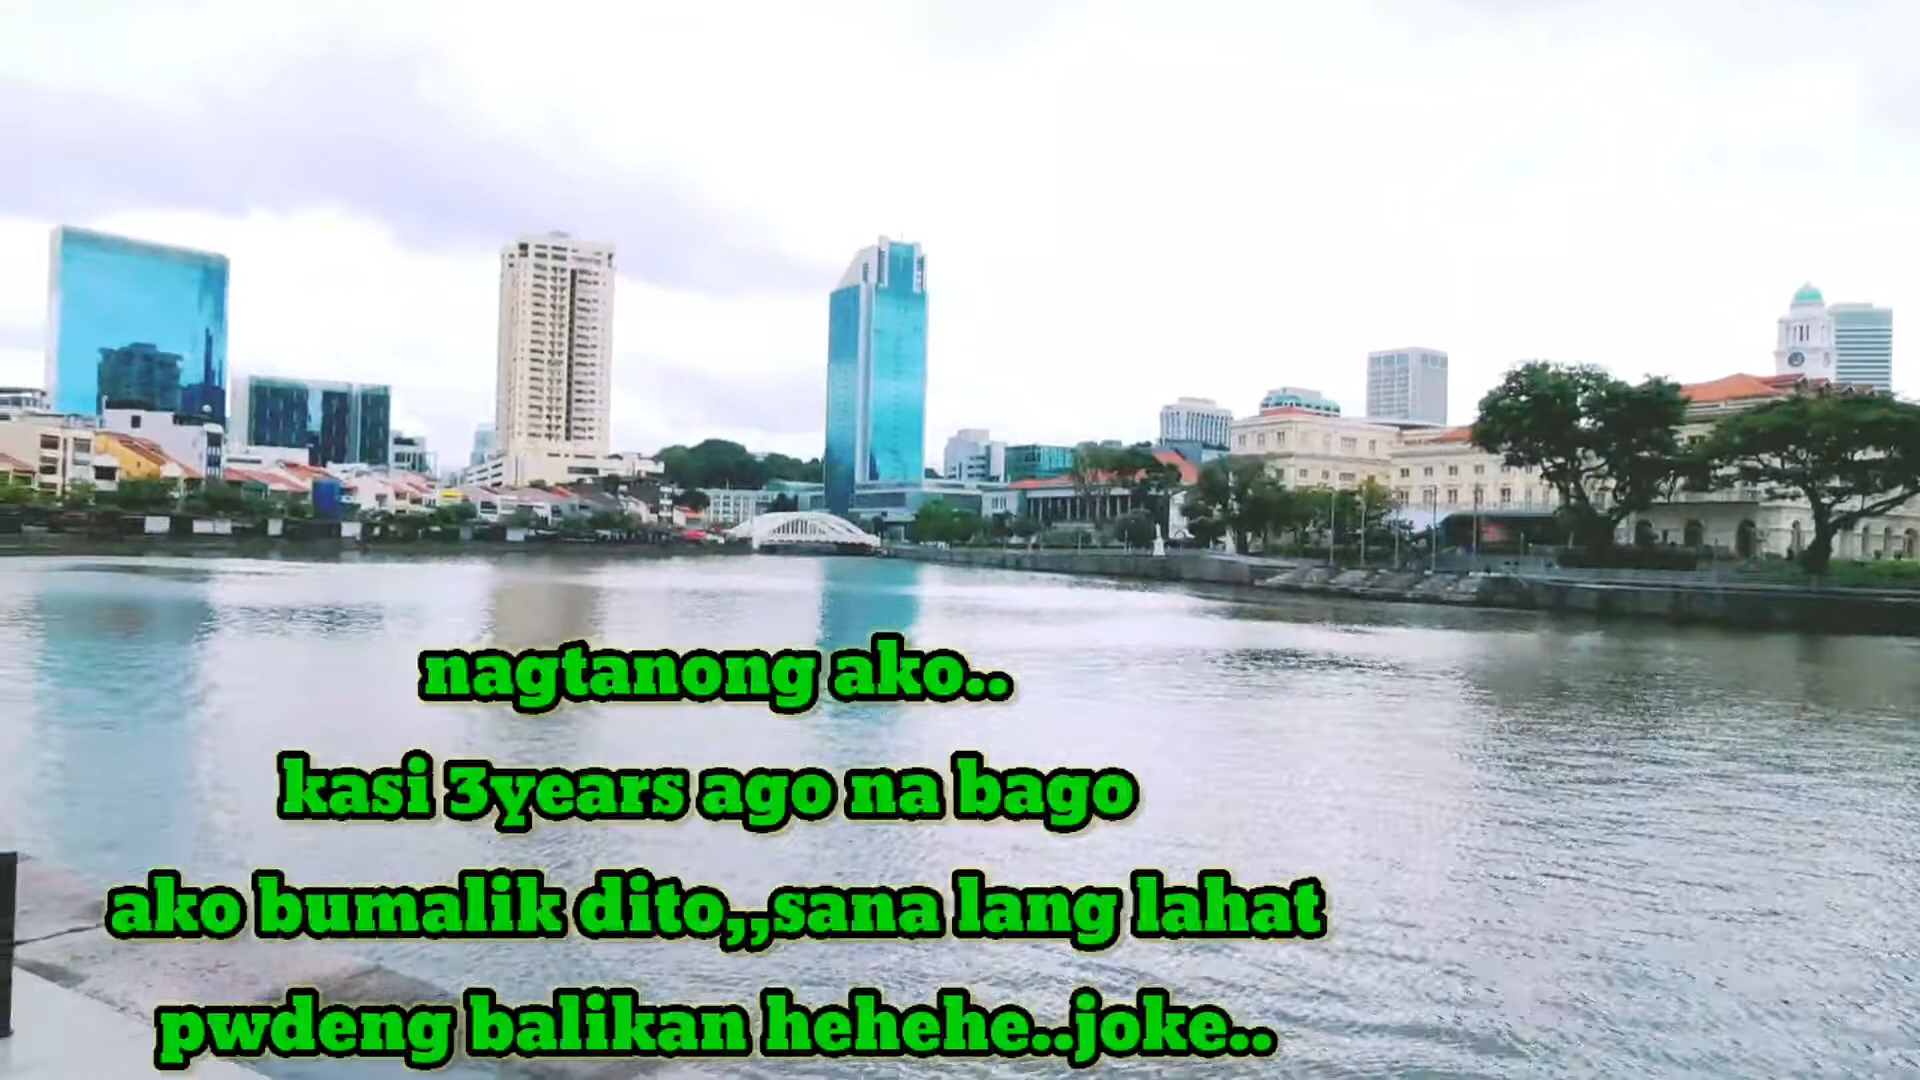 nagtanong ako..
kasi 3years ago na bago
ako bumalik dito,,sana lang lahat
pwdeng balikan hehehe..joke..